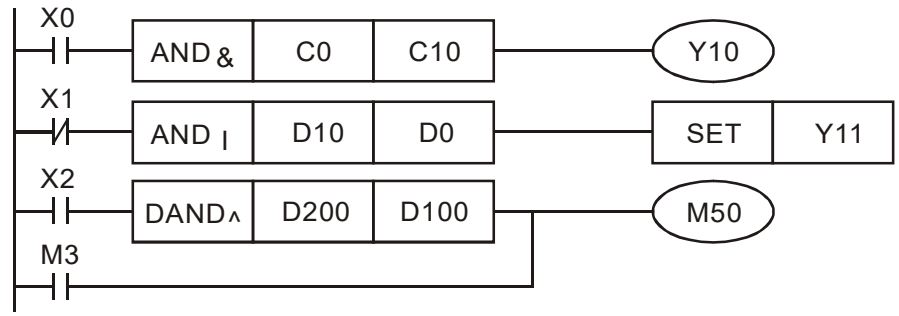 X0
AND & C0 C10 Y10
X1
AND | D10 D0 SET Y11
X2
DAND^ D200 D100 M50
M3